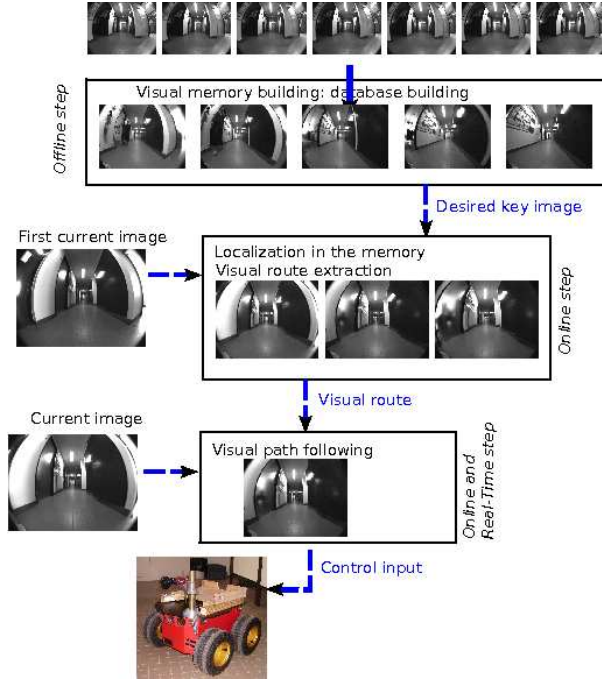 Visual memory building: database building
Offline step
Desired key image
First current image
Localization in the memory
Visual route extraction
Online step
Visual route
Current image
Visual path following
Online and
Real-Time step
Control input